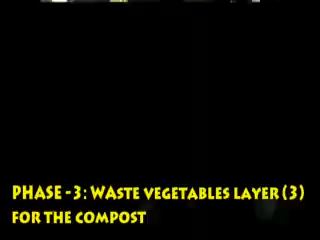 PHASE - 3: WASTE VEGETABLES LAYER (3)
FOR THE COMPOST